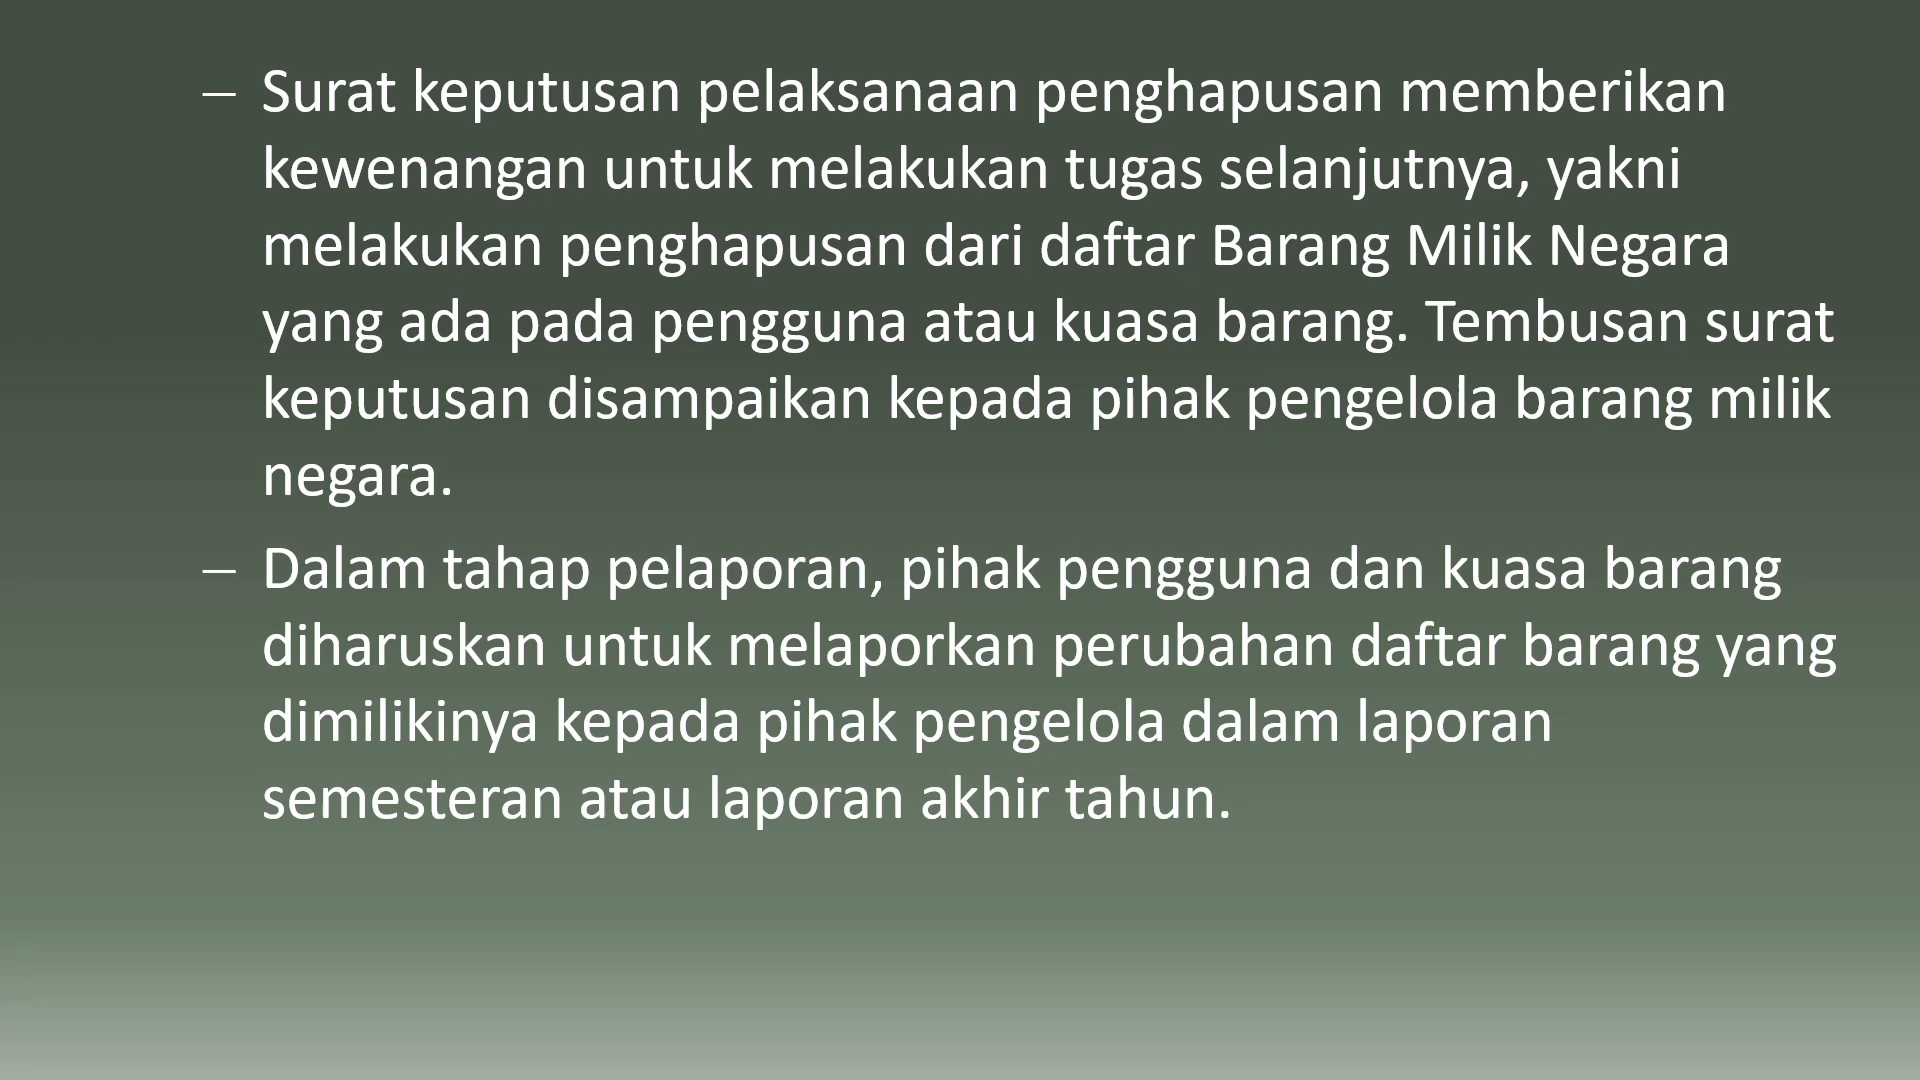 – Surat keputusan pelaksanaan penghapusan memberikan
kewenangan untuk melakukan tugas selanjutnya, yakni
melakukan penghapusan dari daftar Barang Milik Negara
yang ada pada pengguna atau kuasa barang. Tembusan surat
keputusan disampaikan kepada pihak pengelola barang milik
negara.
– Dalam tahap pelaporan, pihak pengguna dan kuasa barang
diharuskan untuk melaporkan perubahan daftar barang yang
dimilikinya kepada pihak pengelola dalam laporan
semesteran atau laporan akhir tahun.